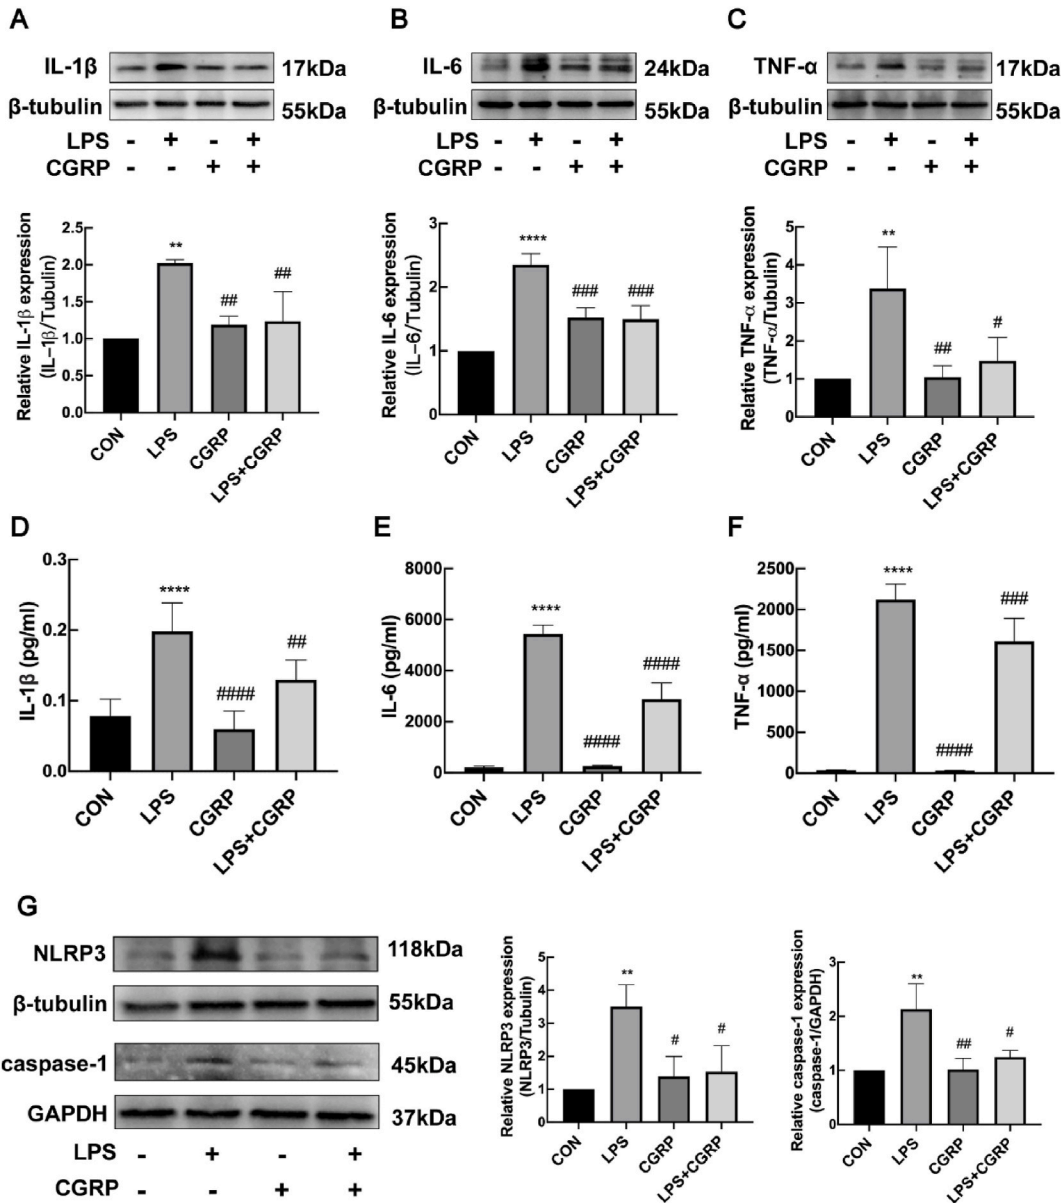 A
IL-1β
17kDa
β-tubulin
55kDa
LPS - + - +
CGRP - - + +
Relative IL-1β expression
(IL-1β/Tubulin)
2.5
2.0
1.5
1.0
0.5
0.0
**
##
##
CON
LPS
CGRP
LPS+CGRP
B
IL-6
24kDa
β-tubulin
55kDa
LPS - + - +
CGRP - - + +
Relative IL-6 expression
(IL-6/Tubulin)
3
2
1
0
****
###
###
CON
LPS
CGRP
LPS+CGRP
C
TNF-α
17kDa
β-tubulin
55kDa
LPS - + - +
CGRP - - + +
Relative TNF-α expression
(TNF-α/Tubulin)
5
4
3
2
1
0
**
##
#
CON
LPS
CGRP
LPS+CGRP
D
IL-1β (pg/ml)
0.3
0.2
0.1
0.0
****
####
##
CON
LPS
CGRP
LPS+CGRP
E
IL-6 (pg/ml)
8000
6000
4000
2000
0
****
####
####
CON
LPS
CGRP
LPS+CGRP
F
TNF-α (pg/ml)
2500
2000
1500
1000
500
0
****
####
###
CON
LPS
CGRP
LPS+CGRP
G
NLRP3
118kDa
β-tubulin
55kDa
caspase-1
45kDa
GAPDH
37kDa
LPS - + - +
CGRP - - + +
Relative NLRP3 expression
(NLRP3/Tubulin)
5
4
3
2
1
0
**
#
#
CON
LPS
CGRP
LPS+CGRP
Relative caspase-1 expression
(caspase-1/GAPDH)
3
2
1
0
**
##
#
CON
LPS
CGRP
LPS+CGRP